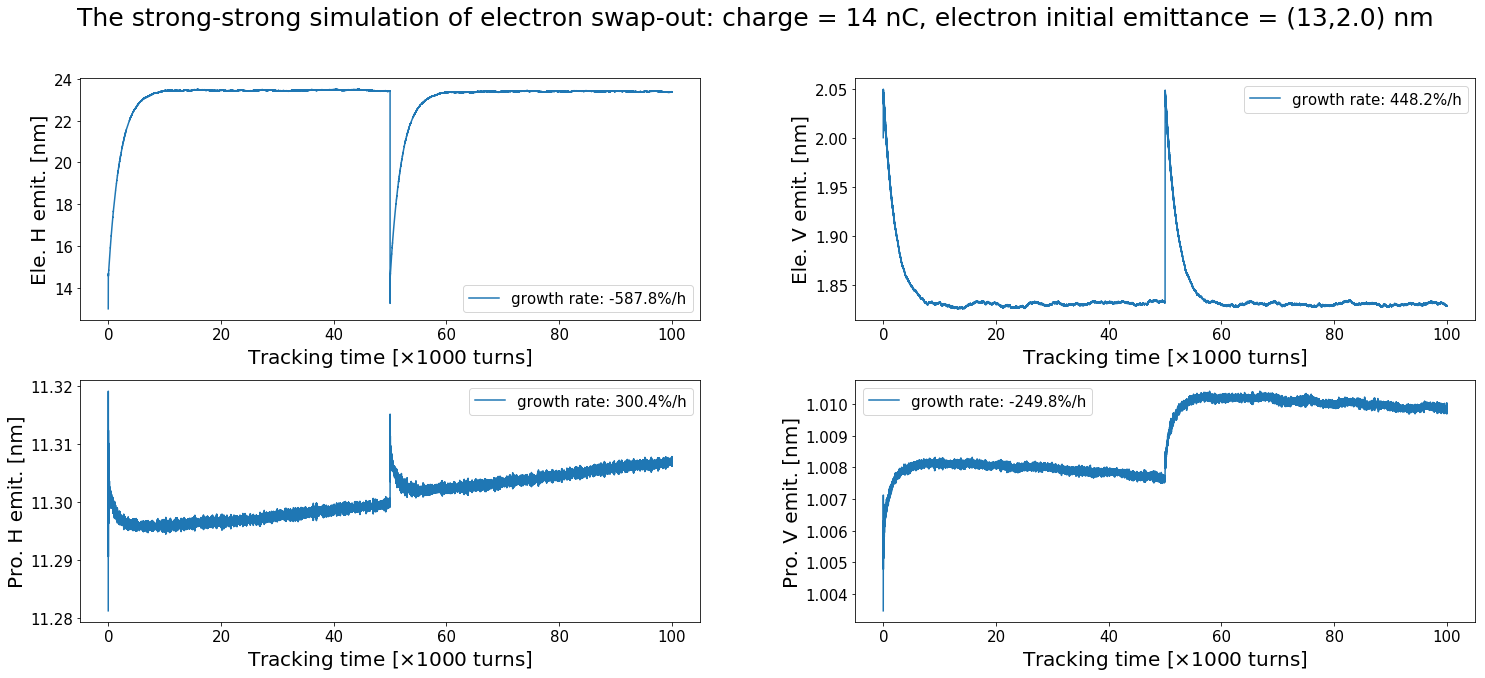 The strong-strong simulation of electron swap-out: charge = 14 nC, electron initial emittance = (13,2.0) nm
Ele. H emit. [nm]
24
22
20
18
16
14
growth rate: -587.8%/h
0 20 40 60 80 100
Tracking time [×1000 turns]
Ele. V emit. [nm]
2.05
2.00
1.95
1.90
1.85
growth rate: 448.2%/h
0 20 40 60 80 100
Tracking time [×1000 turns]
Pro. H emit. [nm]
11.32
11.31
11.30
11.29
11.28
growth rate: 300.4%/h
0 20 40 60 80 100
Tracking time [×1000 turns]
Pro. V emit. [nm]
1.010
1.009
1.008
1.007
1.006
1.005
1.004
growth rate: -249.8%/h
0 20 40 60 80 100
Tracking time [×1000 turns]